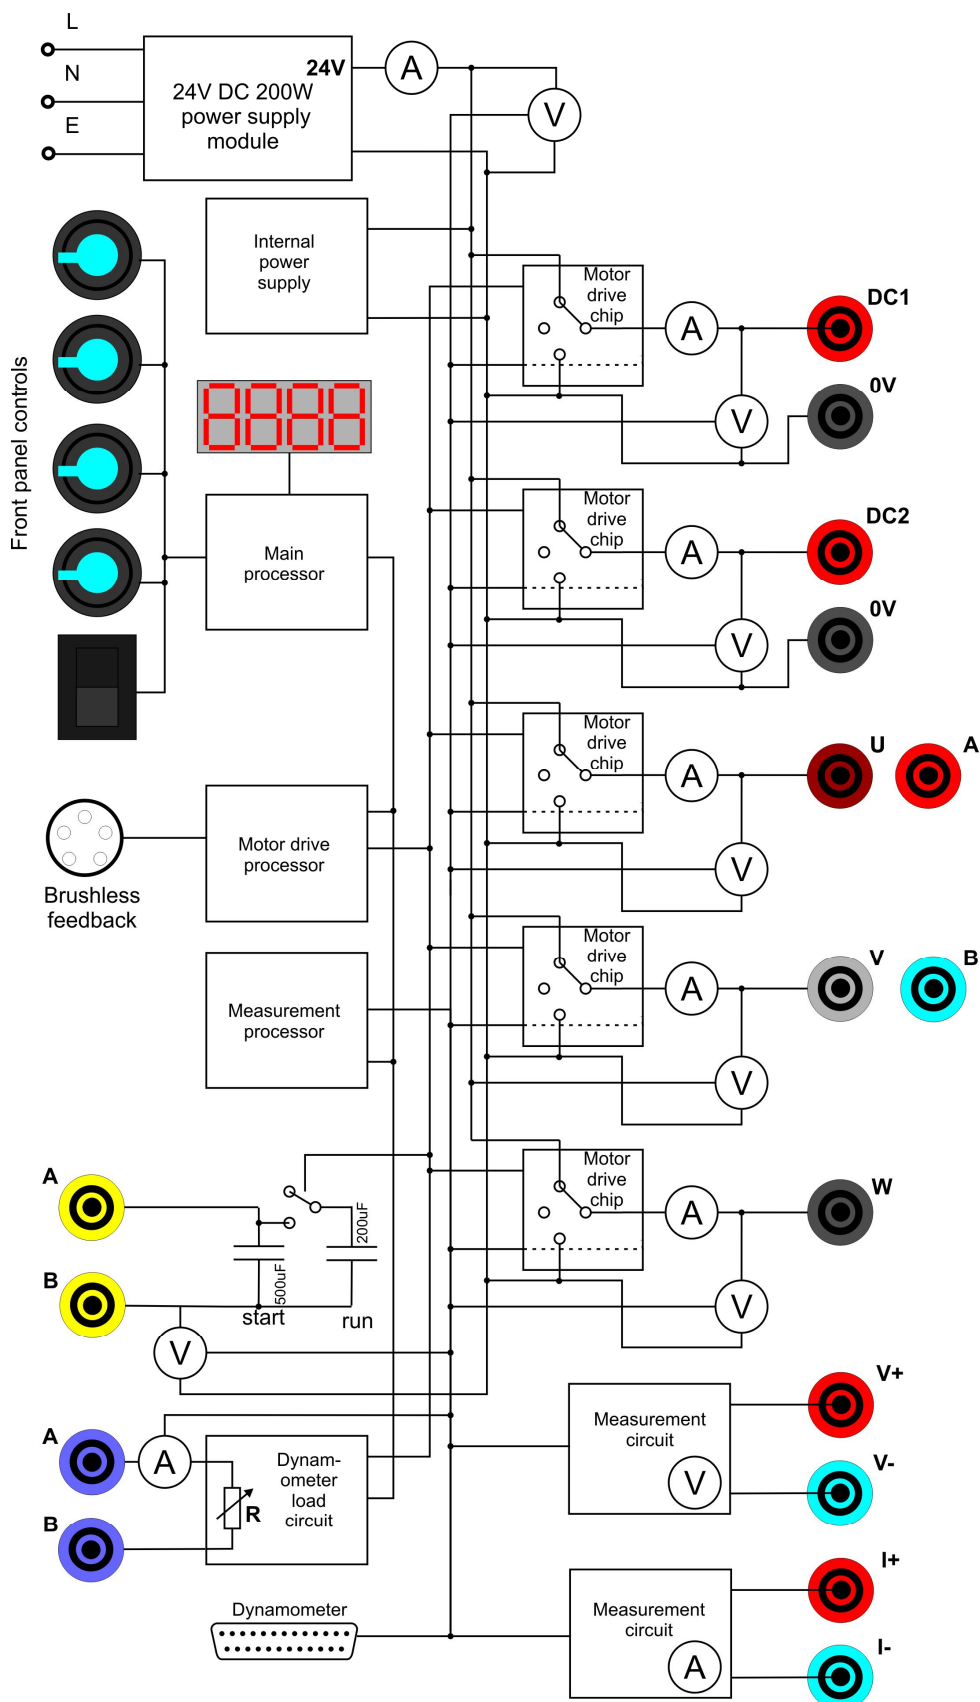 L
N
E
24V
24V DC 200W
power supply
module
A
V
Internal
power
supply
Front panel controls
8888
Main
processor
Motor
drive
chip
A
V
DC1
0V
Motor
drive
chip
A
V
DC2
0V
Motor
drive
chip
A
V
U
A
Brushless
feedback
Motor drive
processor
Measurement
processor
Motor
drive
chip
A
V
V
B
Motor
drive
chip
A
V
W
A
B
500uF
200uF
start
run
V
A
B
A
R
Dynam-
ometer
load
circuit
Measurement
circuit
V
V+
V-
Dynamometer
Measurement
circuit
A
I+
I-